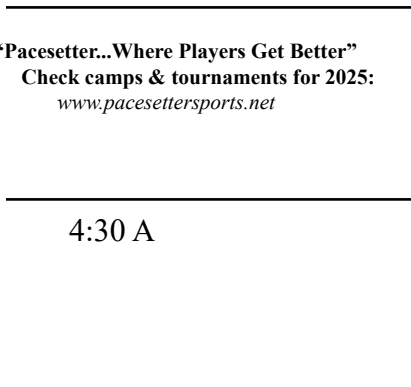 “Pacesetter...Where Players Get Better”
Check camps & tournaments for 2025:
www.pacesettersports.net
4:30 A